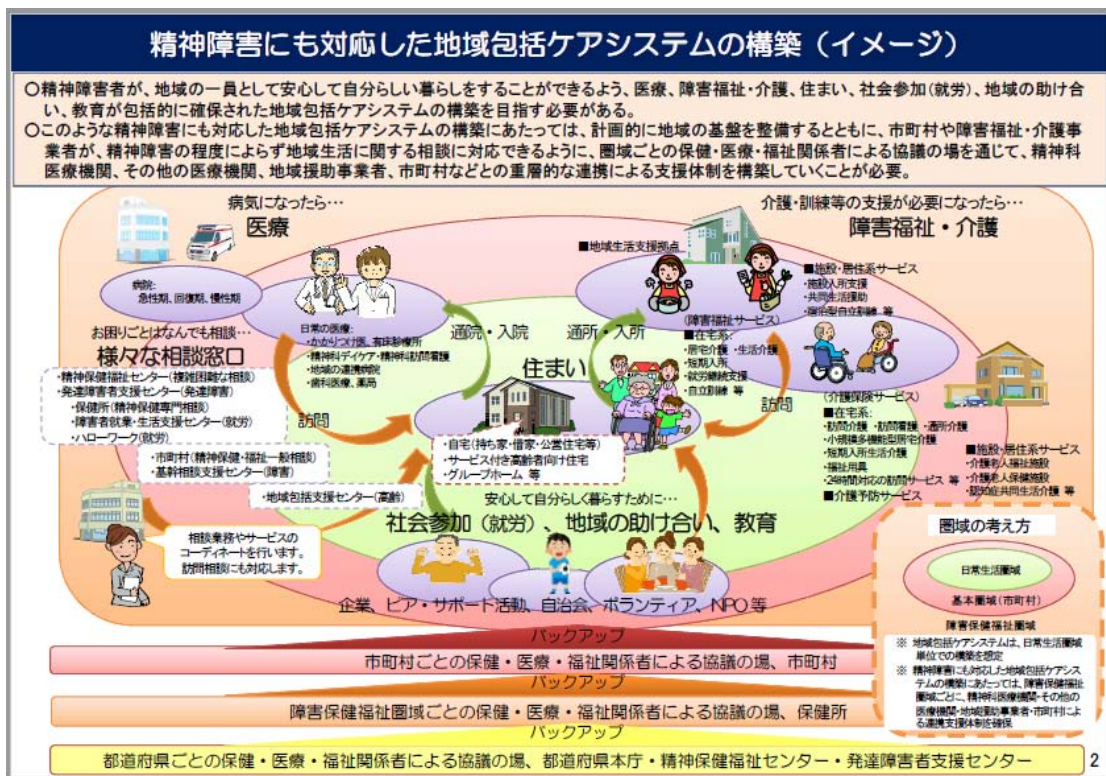 精神障害にも対応した地域包括ケアシステムの構築（イメージ）
○精神障害者が、地域の一員として安心して自分らしい暮らしをすることができるよう、医療、障害福祉・介護、住まい、社会参加(就労)、地域の助け合
い、教育が包括的に確保された地域包括ケアシステムの構築を目指す必要がある。
○このような精神障害にも対応した地域包括ケアシステムの構築にあたっては、計画的に地域の基盤を整備するとともに、市町村や障害福祉・介護事
業者が、精神障害の程度によらず地域生活に関する相談に対応できるように、圏域ごとの保健・医療・福祉関係者による協議の場を通じて、精神科
医療機関、その他の医療機関、地域援助事業者、市町村などとの重層的な連携による支援体制を構築していくことが必要。
病気になったら…
医療
病院:
急性期、回復期、慢性期
日常の医療:
・かかりつけ医、有床診療所
・精神科デイケア・精神科訪問看護
・地域の連携病院
・歯科医療、薬局
介護・訓練等の支援が必要になったら…
障害福祉・介護
■地域生活支援拠点
■施設・居住系サービス
・施設入所支援
・共同生活援助
・宿泊型自立訓練 等
(障害福祉サービス)
■在宅系:
・居宅介護 ・生活介護
・短期入所
・就労継続支援
・自立訓練 等
(介護保険サービス)
■在宅系:
・訪問介護 ・訪問看護 ・通所介護
・小規模多機能型居宅介護
・短期入所生活介護
・福祉用具
・24時間対応の訪問サービス 等
■介護予防サービス
■施設・居住系サービス
・介護老人福祉施設
・介護老人保健施設
・認知症共同生活介護 等
通院・入院
通所・入所
訪問
訪問
お困りごとはなんでも相談…
様々な相談窓口
・精神保健福祉センター(複雑困難な相談)
・発達障害者支援センター(発達障害)
・保健所(精神保健専門相談)
・障害者就業・生活支援センター(就労)
・ハローワーク(就労)
・市町村(精神保健・福祉一般相談)
・基幹相談支援センター(障害)
・地域包括支援センター(高齢)
相談業務やサービスの
コーディネートを行います。
訪問相談にも対応します。
住まい
・自宅(持ち家・借家・公営住宅等)
・サービス付き高齢者向け住宅
・グループホーム 等
安心して自分らしく暮らすために…
社会参加（就労）、地域の助け合い、教育
企業、ピア・サポート活動、自治会、ボランティア、NPO 等
圏域の考え方
日常生活圏域
基本圏域(市町村)
障害保健福祉圏域
※ 地域包括ケアシステムは、日常生活圏域
単位での構築を想定
※ 精神障害にも対応した地域包括ケアシス
テムの構築にあたっては、障害保健福祉
圏域ごとに、精神科医療機関・その他の
医療機関・地域援助事業者・市町村によ
る連携支援体制を確保
バックアップ
市町村ごとの保健・医療・福祉関係者による協議の場、市町村
バックアップ
障害保健福祉圏域ごとの保健・医療・福祉関係者による協議の場、保健所
バックアップ
都道府県ごとの保健・医療・福祉関係者による協議の場、都道府県本庁・精神保健福祉センター・発達障害者支援センター
2